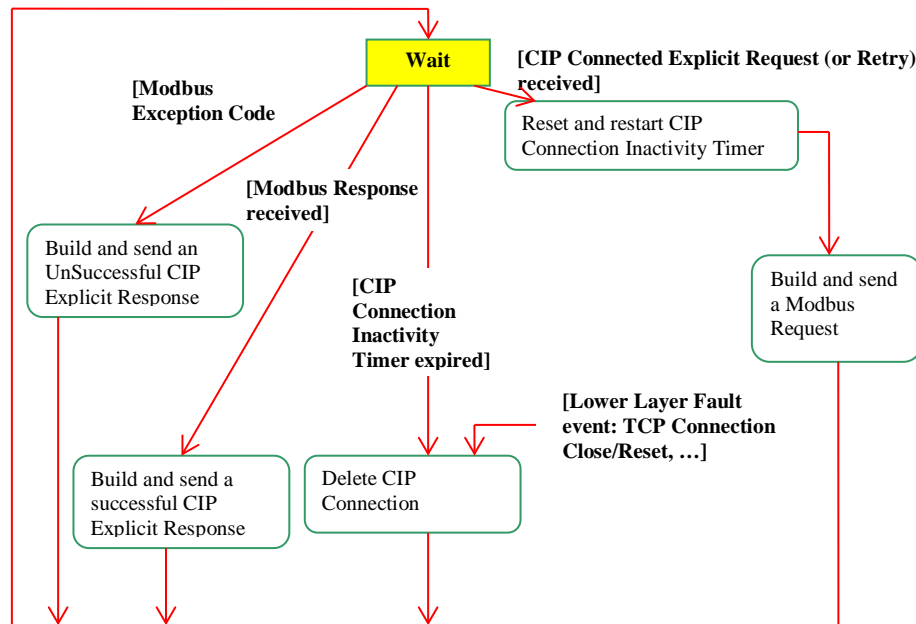 Wait
[CIP Connected Explicit Request (or Retry)
received]
[Modbus
Exception Code
Reset and restart CIP
Connection Inactivity Timer
[Modbus Response
received]
Build and send an
UnSuccessful CIP
Explicit Response
Build and send
a Modbus
Request
[CIP
Connection
Inactivity
Timer expired]
[Lower Layer Fault
event: TCP Connection
Close/Reset, …]
Build and send a
successful CIP
Explicit Response
Delete CIP
Connection